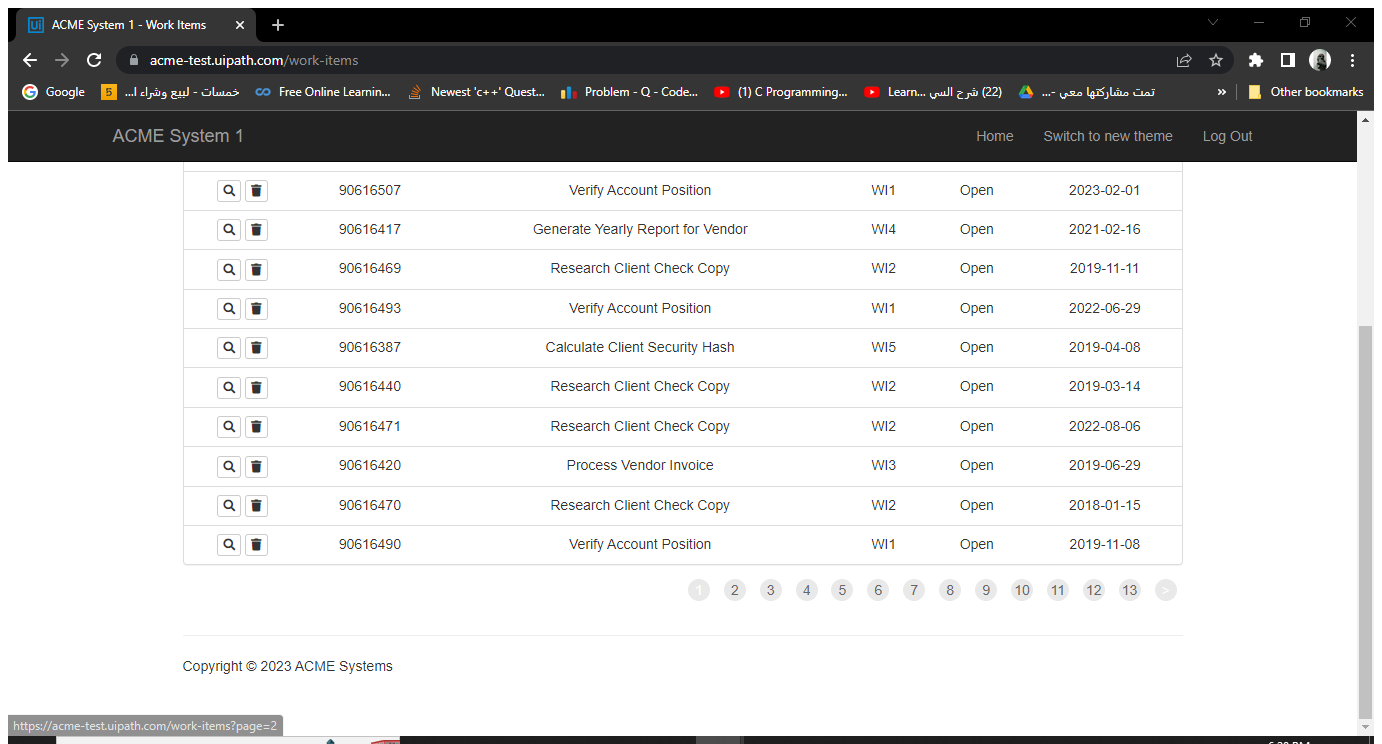 ACME System 1 - Work Items
acme-test.uipath.com/work-items
Google
5 خمسات - لبيع وشراء ا...
Free Online Learnin...
Newest 'c++' Quest...
Problem - Q - Code...
(1) C Programming...
Learn... شرح السي (22)
تمت مشاركتها معي -...
»
Other bookmarks
ACME System 1 Home Switch to new theme Log Out
90616507 Verify Account Position WI1 Open 2023-02-01
90616417 Generate Yearly Report for Vendor WI4 Open 2021-02-16
90616469 Research Client Check Copy WI2 Open 2019-11-11
90616493 Verify Account Position WI1 Open 2022-06-29
90616387 Calculate Client Security Hash WI5 Open 2019-04-08
90616440 Research Client Check Copy WI2 Open 2019-03-14
90616471 Research Client Check Copy WI2 Open 2022-08-06
90616420 Process Vendor Invoice WI3 Open 2019-06-29
90616470 Research Client Check Copy WI2 Open 2018-01-15
90616490 Verify Account Position WI1 Open 2019-11-08
1 2 3 4 5 6 7 8 9 10 11 12 13 >
Copyright © 2023 ACME Systems
https://acme-test.uipath.com/work-items?page=2